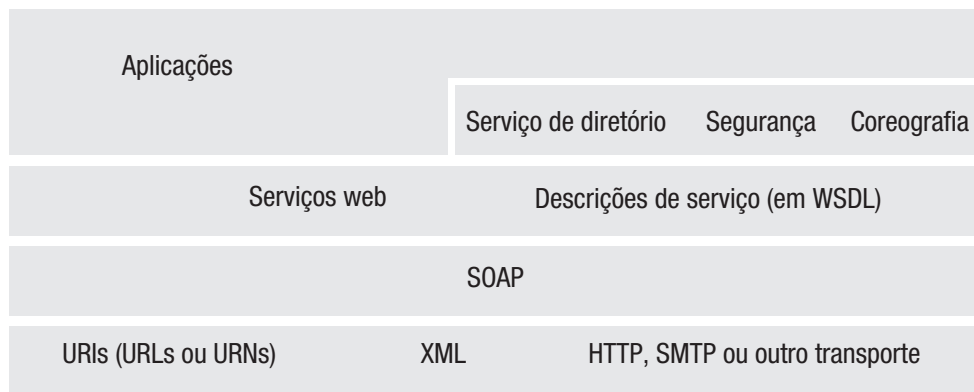 Aplicações
Serviço de diretório Segurança Coreografia
Serviços web Descrições de serviço (em WSDL)
SOAP
URIs (URLs ou URNs) XML HTTP, SMTP ou outro transporte